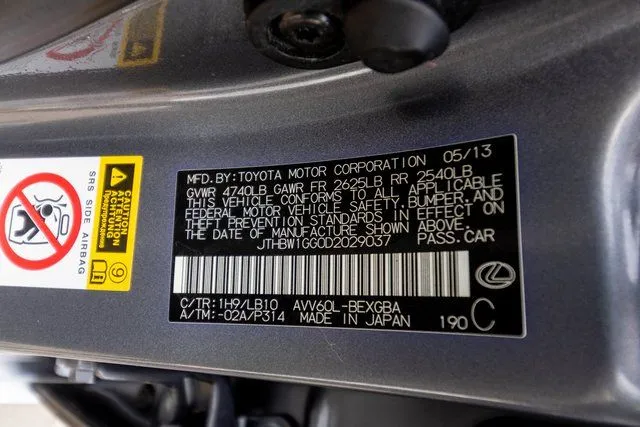 MFD.BY:TOYOTA MOTOR CORPORATION 05/13
GVWR 4740LB GAWR FR 2625LB RR 2540LB
THIS VEHICLE CONFORMS TO ALL APPLICABLE
FEDERAL MOTOR VEHICLE SAFETY,BUMPER,AND
THEFT PREVENTION STANDARDS IN EFFECT
ON THE DATE OF MANUFACTURE SHOWN ABOVE.
JTHBW1GG0D2029037 PASS.CAR
C/TR:1H9/LB10 AVV60L-BEXGBA
A/TM:-02A/P314 MADE IN JAPAN 190 C
SRS SIDE AIRBAG
CAUTION
ATTENTION
ACHTUNG
9